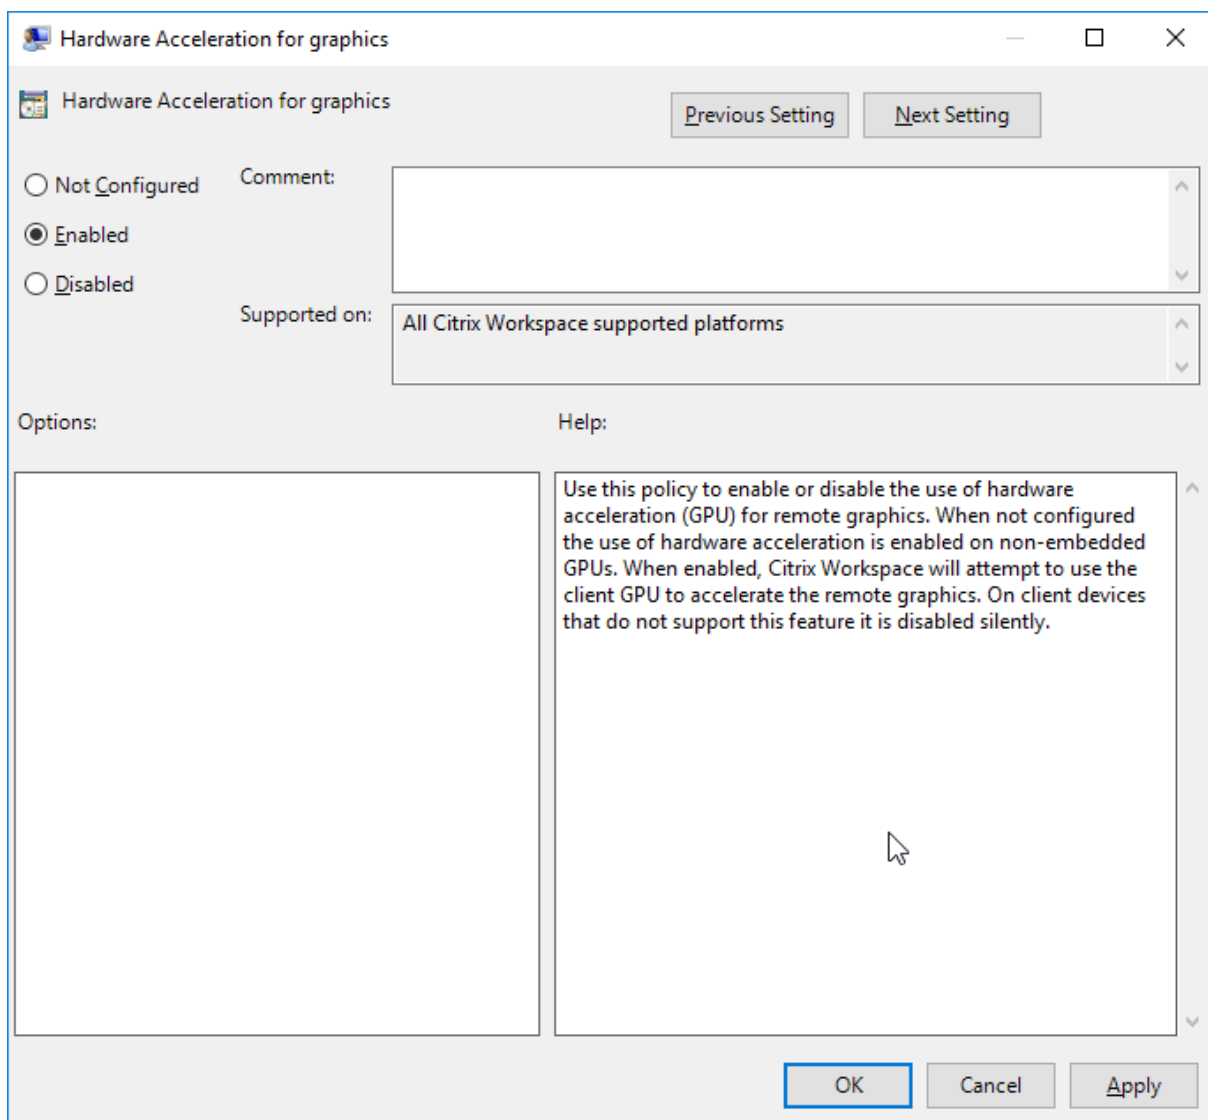 Hardware Acceleration for graphics
Hardware Acceleration for graphics
Previous Setting
Next Setting
Not Configured
Comment:
Enabled
Disabled
Supported on:
All Citrix Workspace supported platforms
Options:
Help:
Use this policy to enable or disable the use of hardware
acceleration (GPU) for remote graphics. When not configured
the use of hardware acceleration is enabled on non-embedded
GPUs. When enabled, Citrix Workspace will attempt to use the
client GPU to accelerate the remote graphics. On client devices
that do not support this feature it is disabled silently.
OK
Cancel
Apply